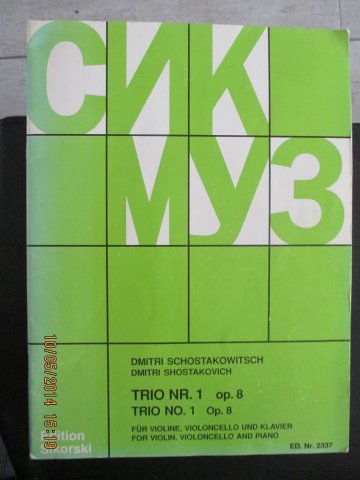 СИК
МУЗ
DMITRI SCHOSTAKOWITSCH
DMITRI SHOSTAKOVICH
TRIO NR. 1 op. 8
TRIO NO. 1 Op. 8
FÜR VIOLINE, VIOLONCELLO UND KLAVIER
FOR VIOLIN, VIOLONCELLO AND PIANO
Edition
Sikorski
ED. Nr. 2337
10/05/2014 15:19